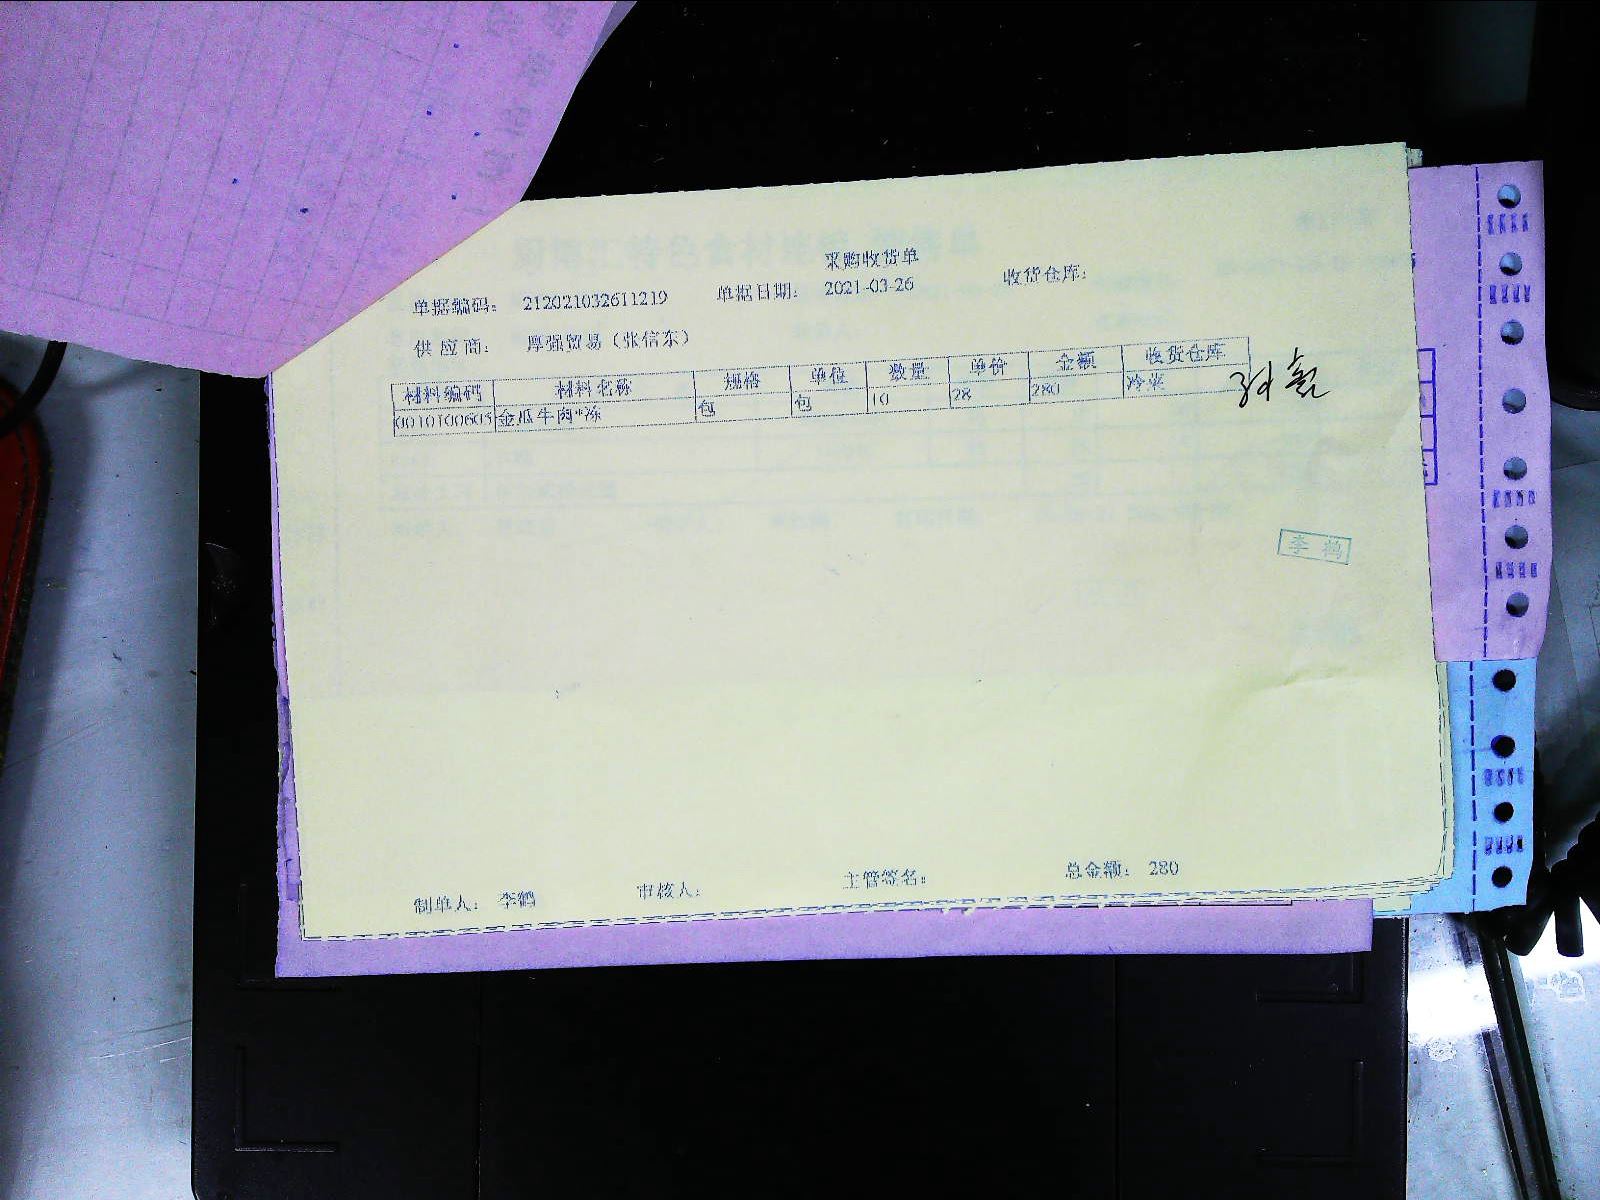 采购收货单
单据编码: 212021032611219 单据日期: 2021-03-26 收货仓库:
供应商: 厚强贸易(张信东)
材料编码 材料名称 规格 单位 数量 单价 金额 收货仓库
0010100605 金瓜牛肉*冻 包 包 10 28 280 冷菜
李鹤
制单人: 李鹤 审核人: 主管签名: 总金额: 280